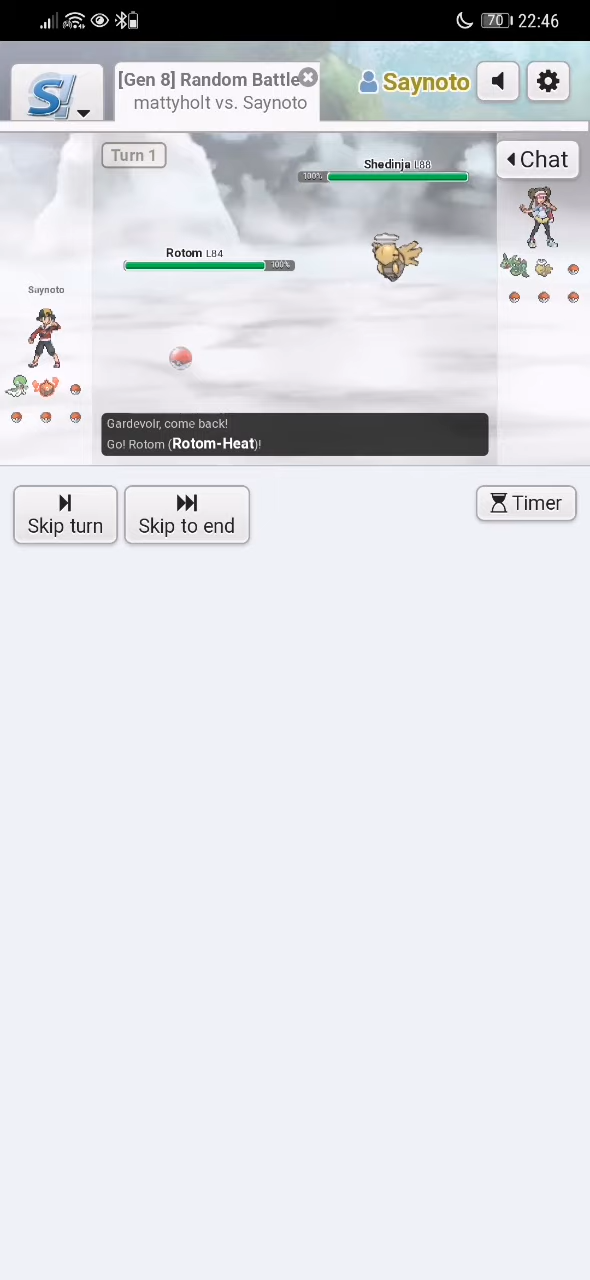 70 22:46
[Gen 8] Random Battle
mattyholt vs. Saynoto
Saynoto
Turn 1
Shedinja L88
100%
Chat
Rotom L84
100%
Saynoto
Gardevoir, come back!
Go! Rotom (Rotom-Heat)!
Skip turn
Skip to end
Timer